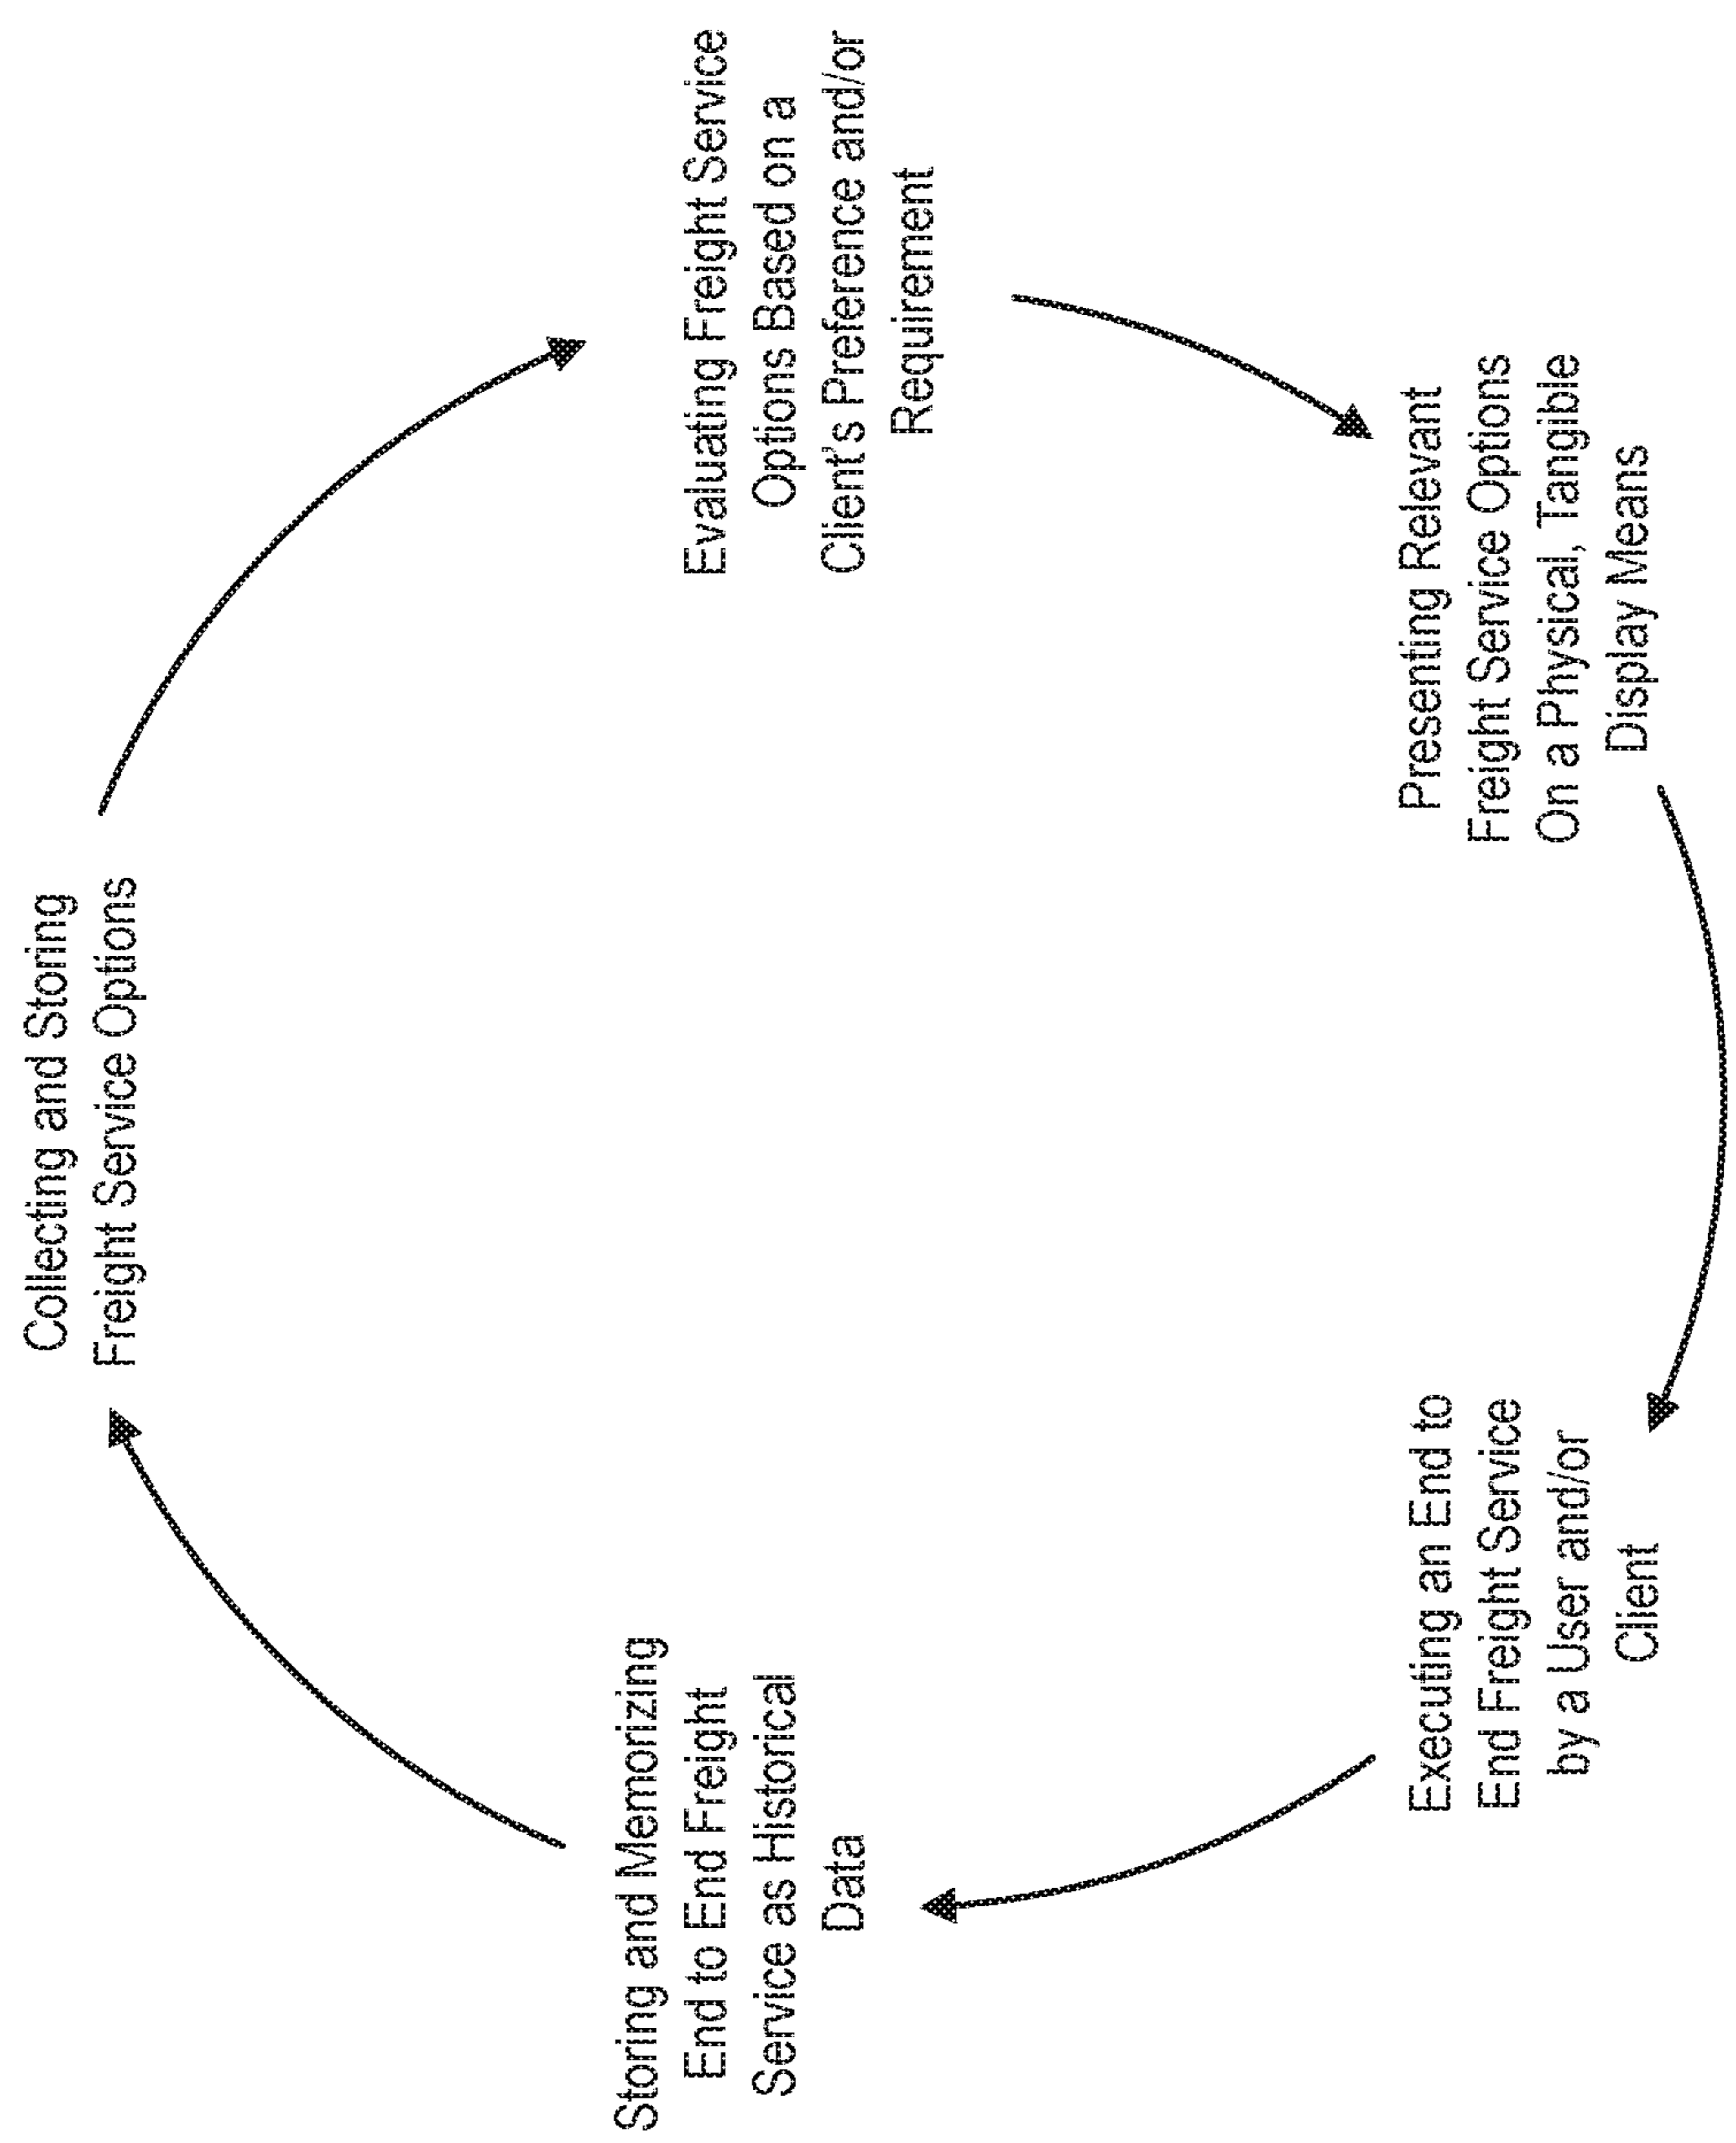 Collecting and Storing
Freight Service Options
Evaluating Freight Service
Options Based on a
Client's Preference and/or
Requirement
Presenting Relevant
Freight Service Options
On a Physical, Tangible
Display Means
Executing an End to
End Freight Service
by a User and/or
Client
Storing and Memorizing
End to End Freight
Service as Historical
Data